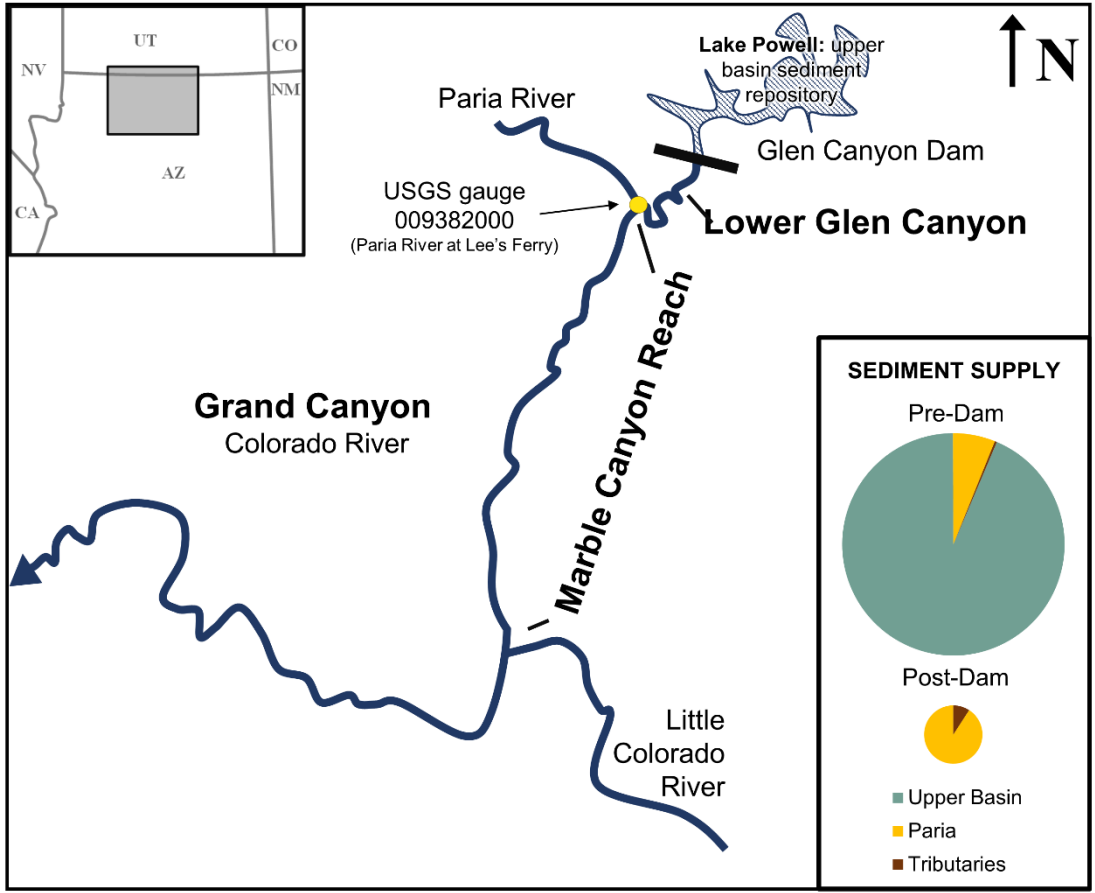 UT
CO
NV
NM
AZ
CA
N
Lake Powell: upper
basin sediment
repository
Paria River
Glen Canyon Dam
USGS gauge
009382000
(Paria River at Lee's Ferry)
Lower Glen Canyon
Marble Canyon Reach
Grand Canyon
Colorado River
Little
Colorado
River
SEDIMENT SUPPLY
Pre-Dam
Post-Dam
Upper Basin
Paria
Tributaries